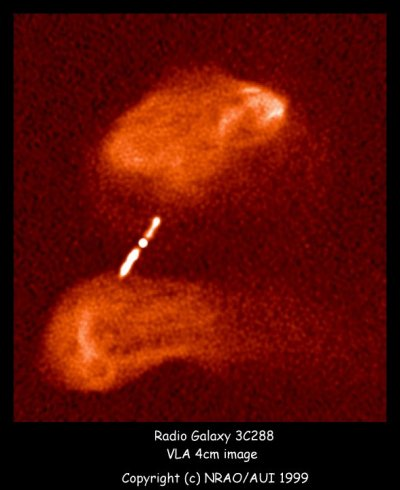 Radio Galaxy 3C288
VLA 4cm image
Copyright (c) NRAO/AUI 1999